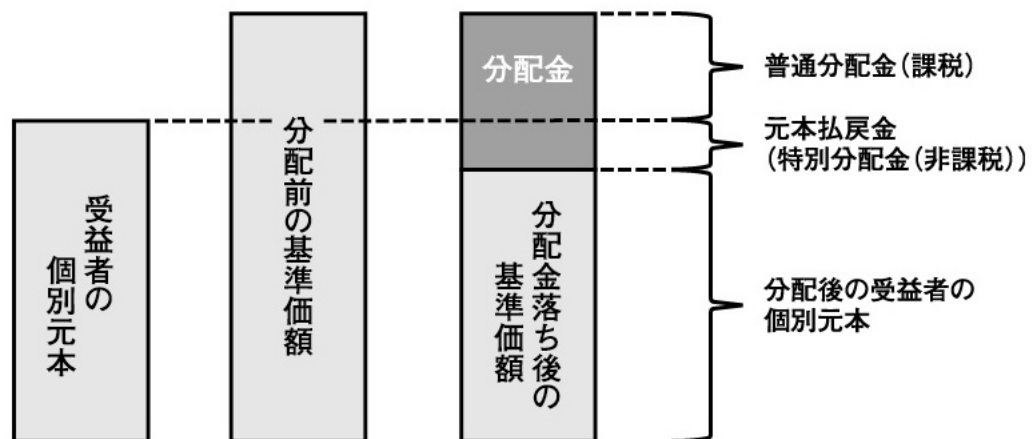 受益者の
個別元本
分配前の基準価額
分配金
分配金落ち後の
基準価額
普通分配金(課税)
元本払戻金
(特別分配金(非課税))
分配後の受益者の
個別元本